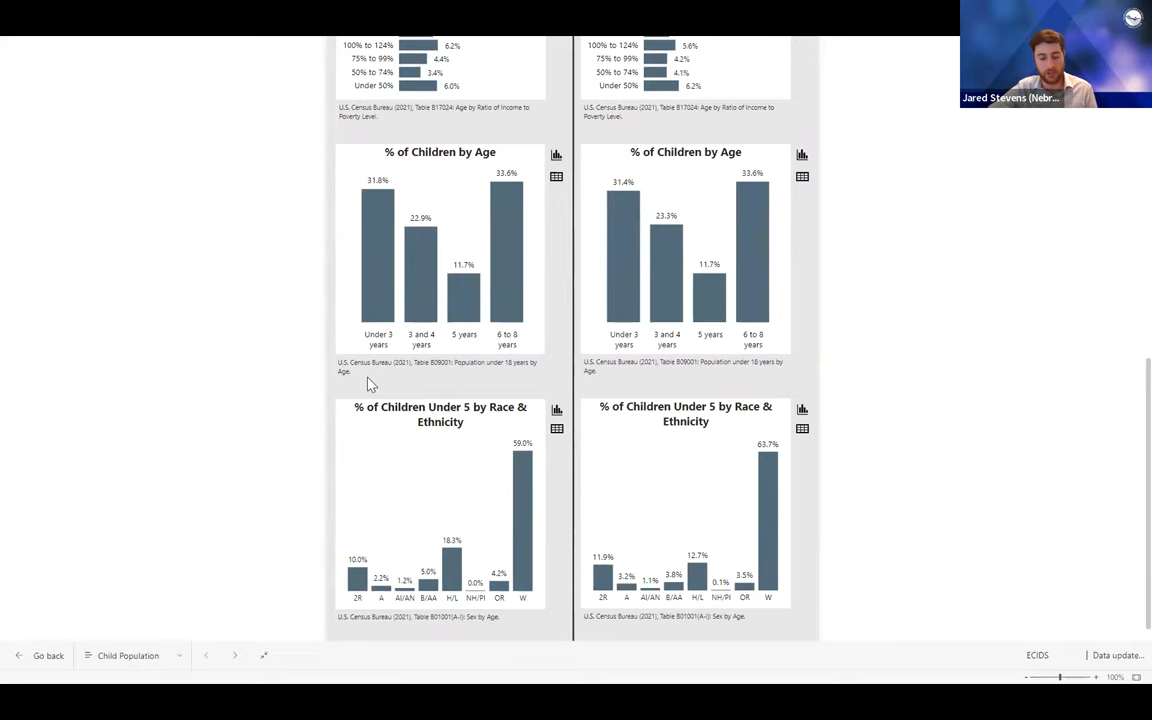 100% to 124% 6.2%
75% to 99% 4.4%
50% to 74% 3.4%
Under 50% 6.0%
U.S. Census Bureau (2021), Table B17024: Age by Ratio of Income to
Poverty Level.
100% to 124% 5.6%
75% to 99% 4.2%
50% to 74% 4.1%
Under 50% 6.2%
U.S. Census Bureau (2021), Table B17024: Age by Ratio of Income to
Poverty Level.
Jared Stevens (Nebr...
% of Children by Age
31.8%
22.9%
11.7%
33.6%
Under 3
years
3 and 4
years
5 years
6 to 8
years
U.S. Census Bureau (2021), Table B09001: Population under 18 years by
Age.
% of Children by Age
31.4%
23.3%
11.7%
33.6%
Under 3
years
3 and 4
years
5 years
6 to 8
years
U.S. Census Bureau (2021), Table B09001: Population under 18 years by
Age.
% of Children Under 5 by Race &
Ethnicity
10.0%
2.2%
1.2%
5.0%
18.3%
0.0%
4.2%
59.0%
2R A AI/AN B/AA H/L NH/PI OR W
U.S. Census Bureau (2021), Table B01001(A-I): Sex by Age.
% of Children Under 5 by Race &
Ethnicity
11.9%
3.2%
1.1%
3.8%
12.7%
0.1%
3.5%
63.7%
2R A AI/AN B/AA H/L NH/PI OR W
U.S. Census Bureau (2021), Table B01001(A-I): Sex by Age.
Go back
Child Population
ECIDS
Data update...
- + 100%